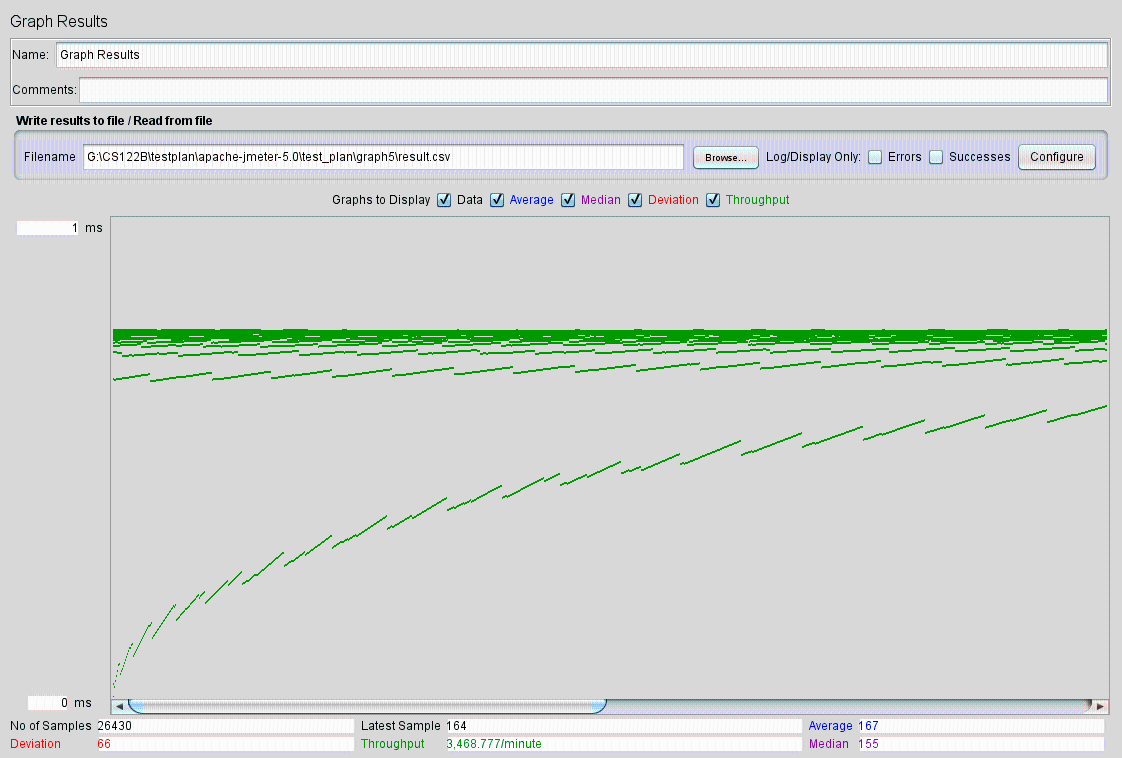 Graph Results
Name: Graph Results
Comments:
Write results to file / Read from file
Filename G:\CS122B\testplan\apache-jmeter-5.0\test_plan\graph5\result.csv Browse... Log/Display Only: Errors Successes Configure
Graphs to Display Data Average Median Deviation Throughput
1 ms
0 ms
No of Samples 26430 Latest Sample 164 Average 167
Deviation 66 Throughput 3,468.777/minute Median 155